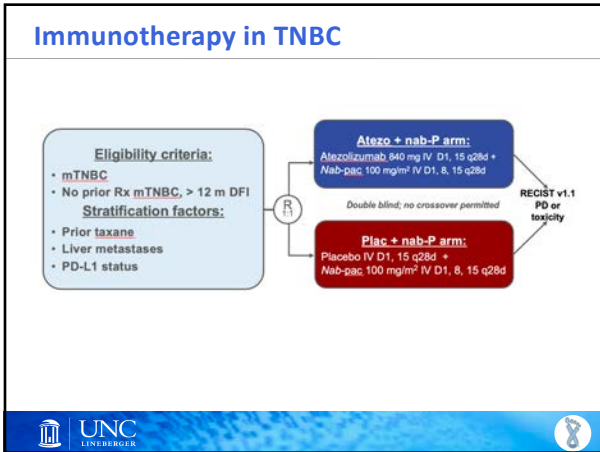 Immunotherapy in TNBC
Eligibility criteria:
• mTNBC
• No prior Rx mTNBC, > 12 m DFI
Stratification factors:
• Prior taxane
• Liver metastases
• PD-L1 status
R
1:1
Atezo + nab-P arm:
Atezolizumab 840 mg IV D1, 15 q28d +
Nab-pac 100 mg/m² IV D1, 8, 15 q28d
Double blind; no crossover permitted
Plac + nab-P arm:
Placebo IV D1, 15 q28d +
Nab-pac 100 mg/m² IV D1, 8, 15 q28d
RECIST v1.1
PD or
toxicity
UNC
LINEBERGER